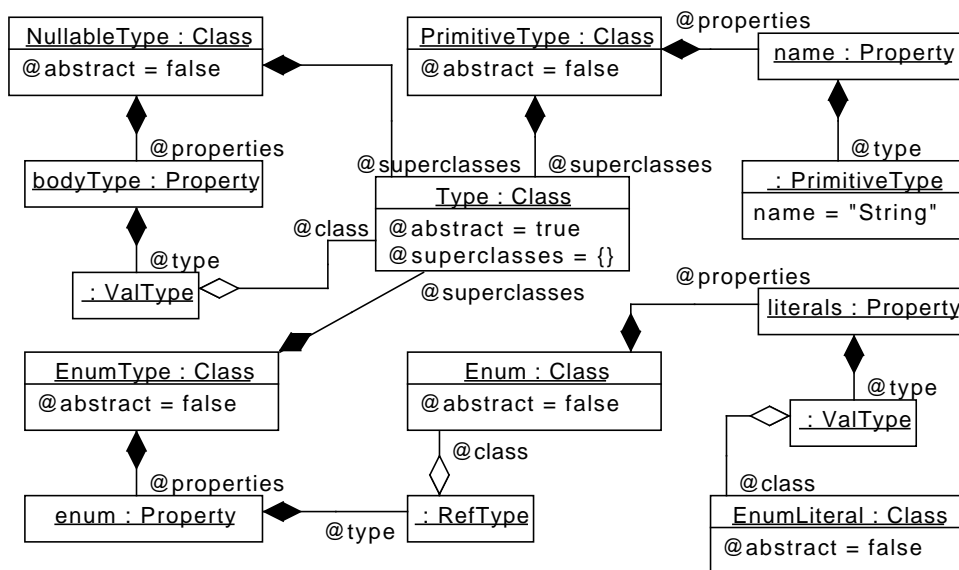 NullableType : Class
@abstract = false
PrimitiveType : Class
@abstract = false
@properties
name : Property
@properties
bodyType : Property
@superclasses
@superclasses
@type
: PrimitiveType
name = "String"
Type : Class
@abstract = true
@superclasses = {}
@class
@type
: ValType
@superclasses
@properties
literals : Property
EnumType : Class
@abstract = false
Enum : Class
@abstract = false
@type
: ValType
@class
@properties
enum : Property
@type
: RefType
@class
EnumLiteral : Class
@abstract = false